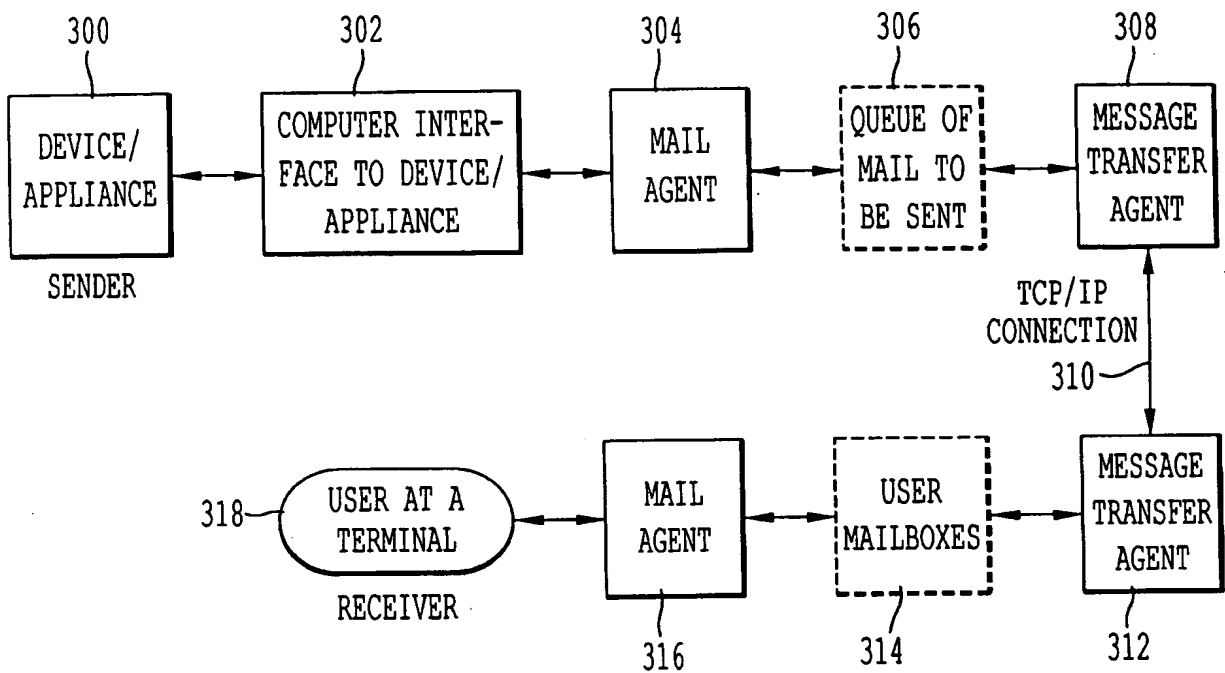 300
302
304
306
308
DEVICE/
APPLIANCE
COMPUTER INTER-
FACE TO DEVICE/
APPLIANCE
MAIL
AGENT
QUEUE OF
MAIL TO
BE SENT
MESSAGE
TRANSFER
AGENT
SENDER
TCP/IP
CONNECTION
310
318
USER AT A
TERMINAL
MAIL
AGENT
USER
MAILBOXES
MESSAGE
TRANSFER
AGENT
RECEIVER
316
314
312